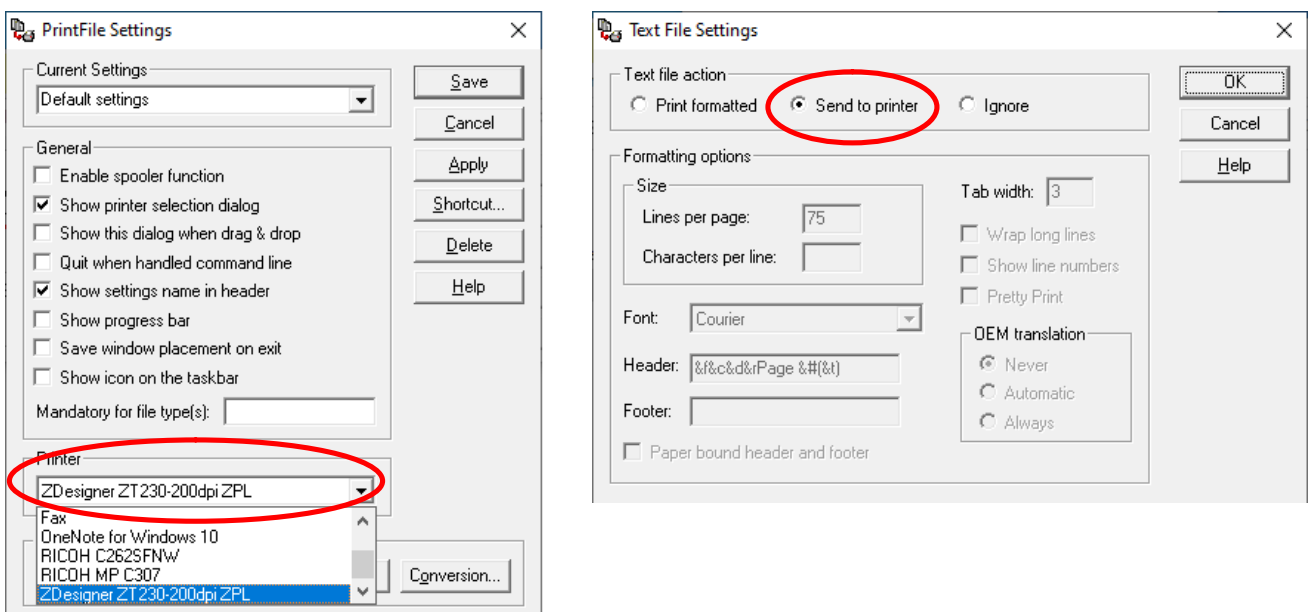 PrintFile Settings
Current Settings
Default settings
Save
Cancel
General
Apply
Enable spooler function
Show printer selection dialog
Shortcut...
Show this dialog when drag & drop
Delete
Quit when handled command line
Show settings name in header
Help
Show progress bar
Save window placement on exit
Show icon on the taskbar
Mandatory for file type(s):
Printer
ZDesigner ZT230-200dpi ZPL
Fax
OneNote for Windows 10
RICOH C262SFNW
RICOH MP C307
ZDesigner ZT230-200dpi ZPL
Conversion...
Text File Settings
Text file action
Print formatted
Send to printer
Ignore
OK
Cancel
Help
Formatting options
Size
Lines per page: 75
Characters per line:
Tab width: 3
Wrap long lines
Show line numbers
Pretty Print
Font: Courier
Header: &f&c&d&rPage &#(&t)
Footer:
Paper bound header and footer
OEM translation
Never
Automatic
Always